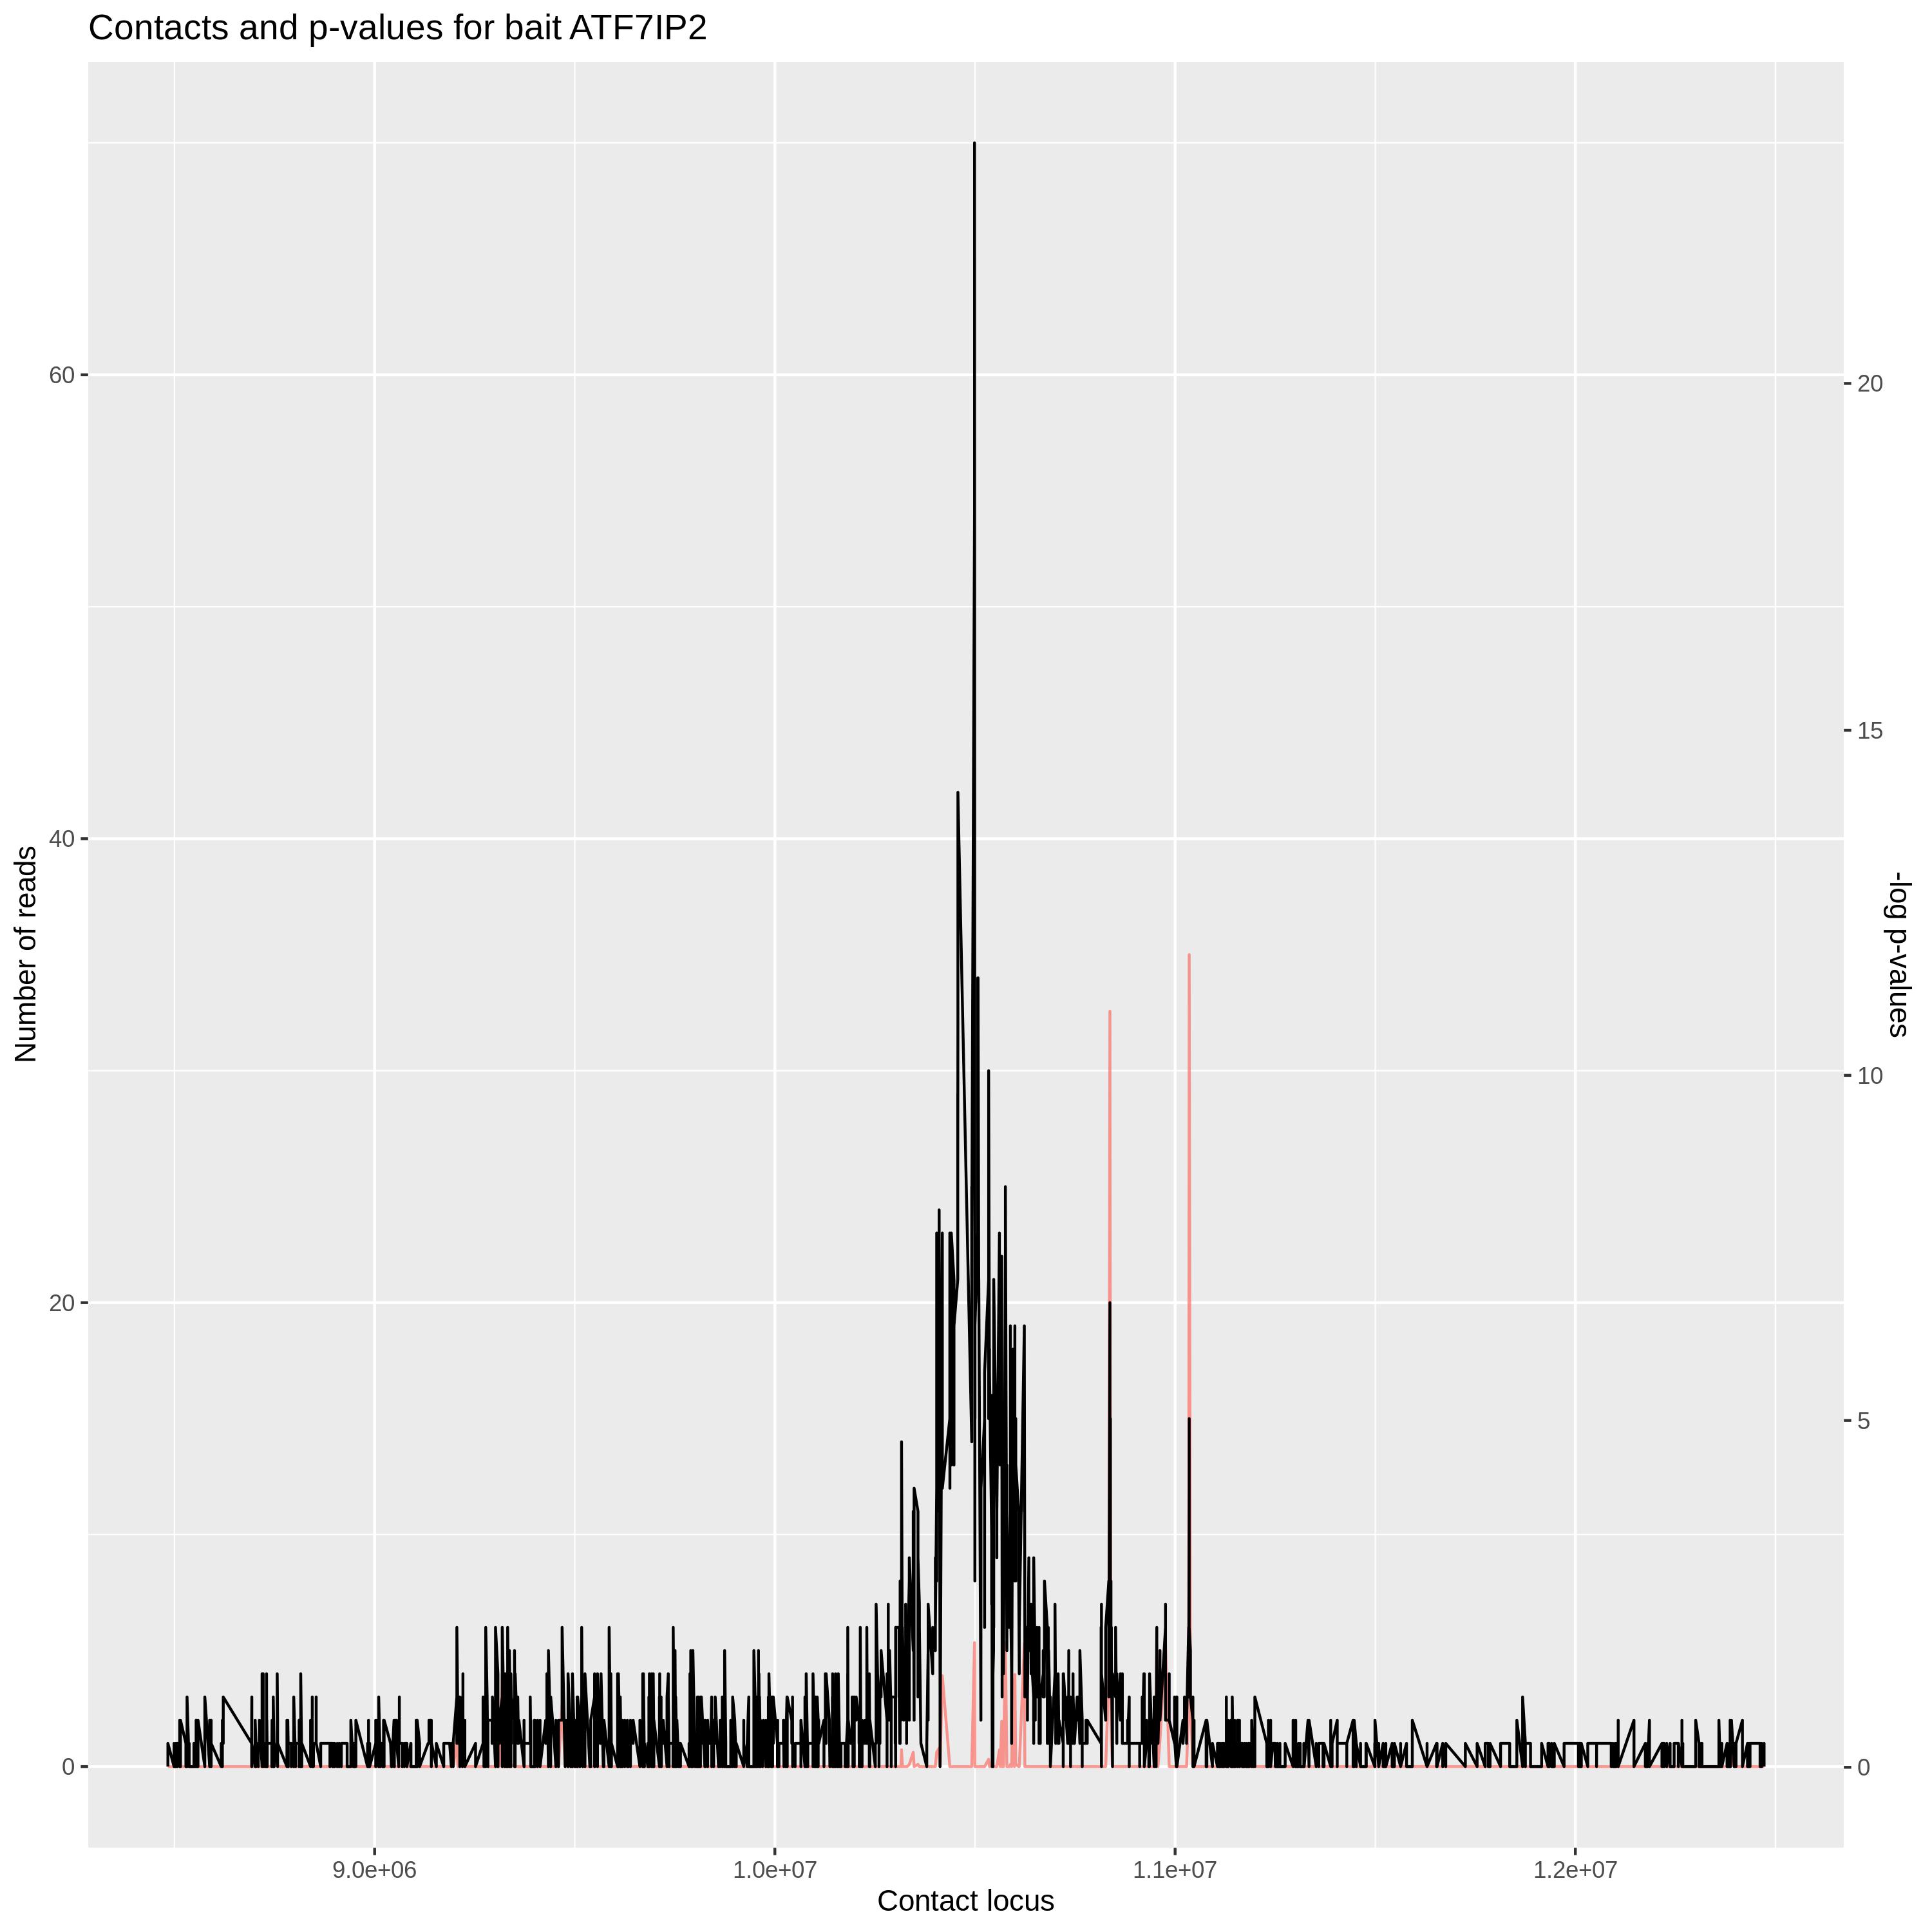 Contacts and p-values for bait ATF7IP2
Number of reads
60
40
20
0
20
15
10
5
0
-log p-values
9.0e+06
1.0e+07
1.1e+07
1.2e+07
Contact locus